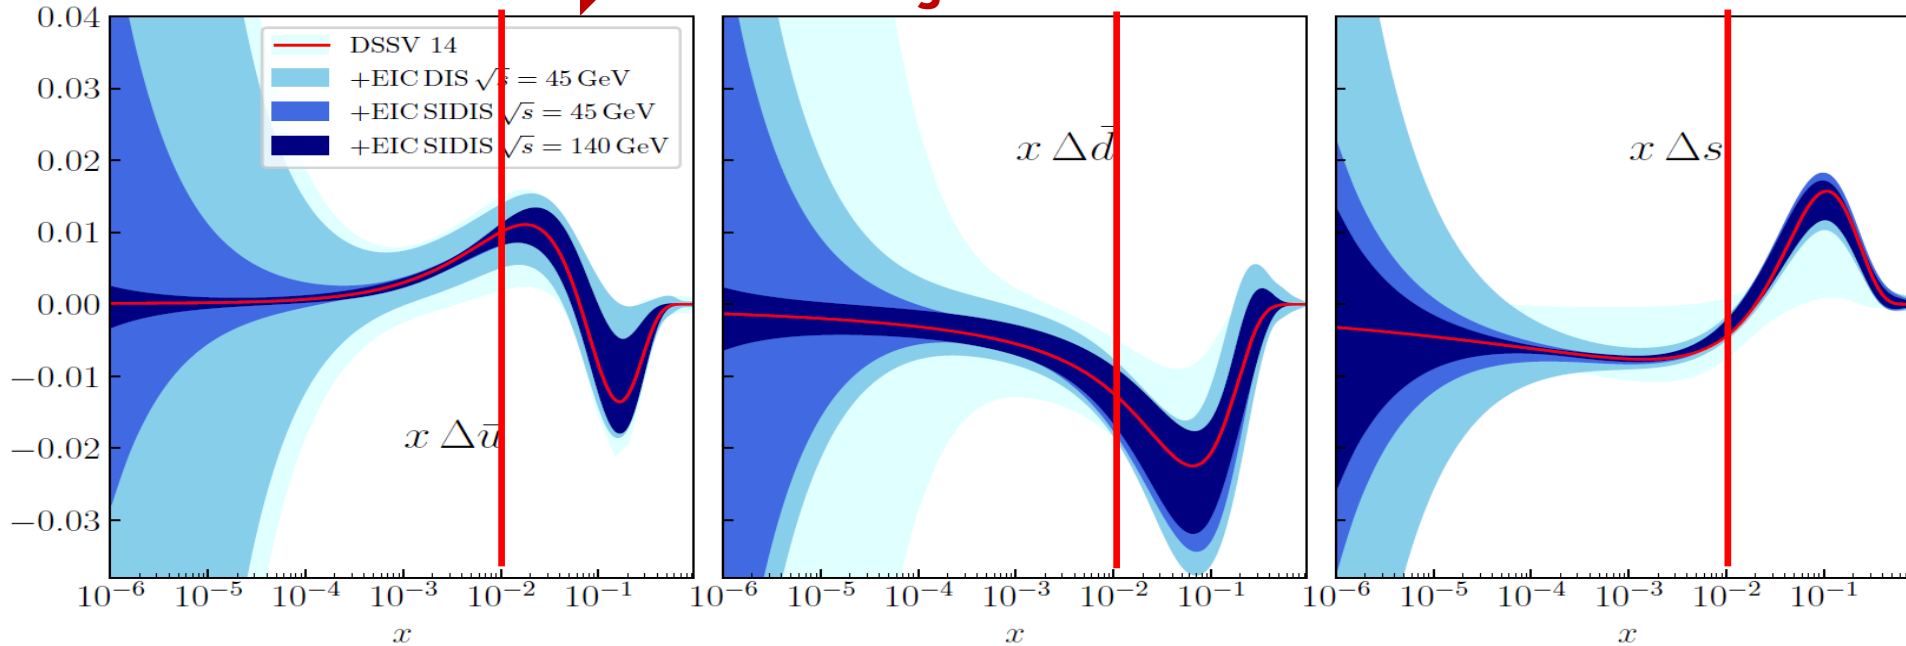 0.04
0.03
0.02
0.01
0.00
−0.01
−0.02
−0.03
DSSV 14
+EIC DIS √s = 45 GeV
+EIC SIDIS √s = 45 GeV
+EIC SIDIS √s = 140 GeV
x Δū
x Δd̄
x Δs
10⁻⁶ 10⁻⁵ 10⁻⁴ 10⁻³ 10⁻² 10⁻¹
10⁻⁶ 10⁻⁵ 10⁻⁴ 10⁻³ 10⁻² 10⁻¹
10⁻⁶ 10⁻⁵ 10⁻⁴ 10⁻³ 10⁻² 10⁻¹
x
x
x